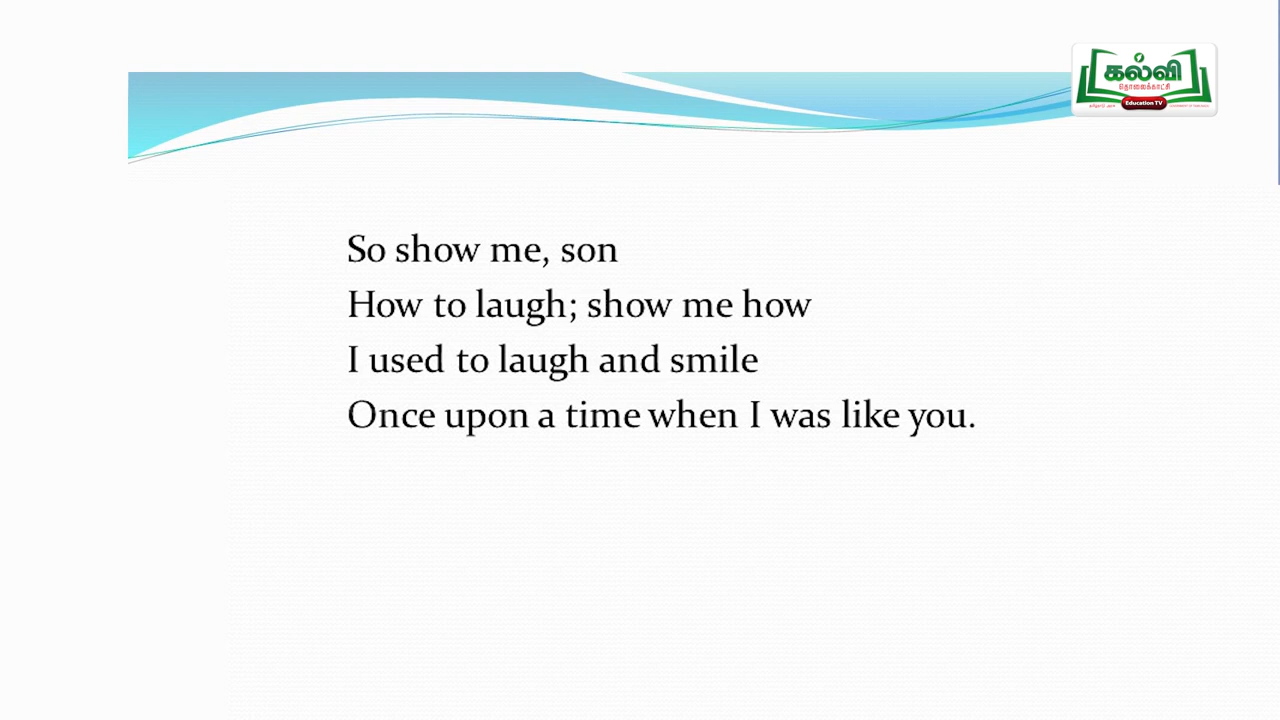 கல்வி
தொலைக்காட்சி
Education TV
So show me, son
How to laugh; show me how
I used to laugh and smile
Once upon a time when I was like you.